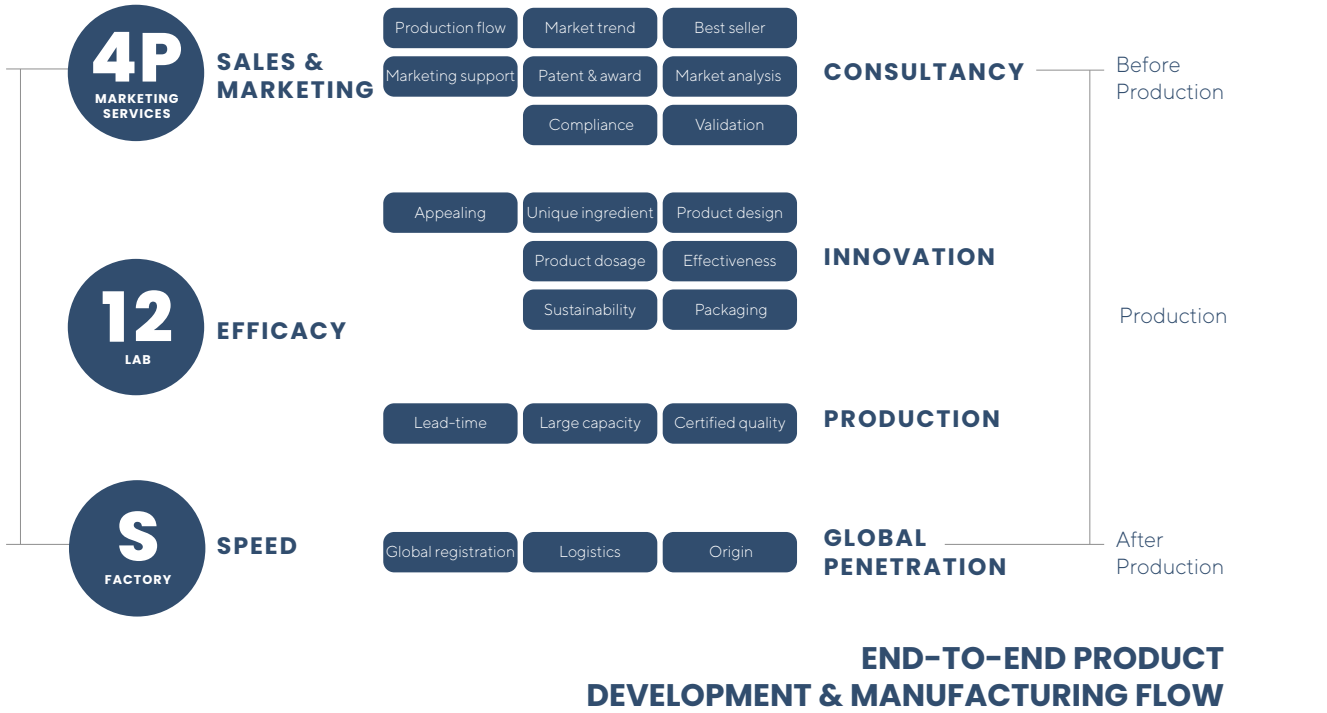 4P
MARKETING
SERVICES
SALES &
MARKETING
Production flow
Market trend
Best seller
Marketing support
Patent & award
Market analysis
Compliance
Validation
CONSULTANCY
Before
Production
12
LAB
EFFICACY
Appealing
Unique ingredient
Product design
Product dosage
Effectiveness
Sustainability
Packaging
INNOVATION
Production
Lead-time
Large capacity
Certified quality
PRODUCTION
S
FACTORY
SPEED
Global registration
Logistics
Origin
GLOBAL
PENETRATION
After
Production
END-TO-END PRODUCT
DEVELOPMENT & MANUFACTURING FLOW